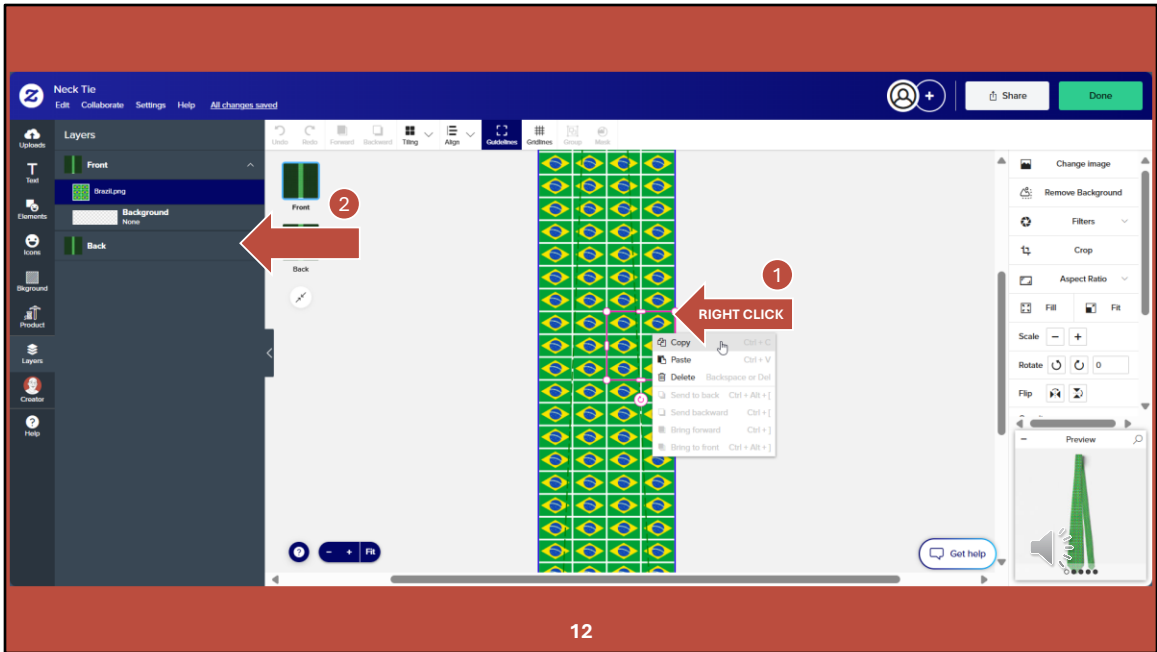 Neck Tie
Edit Collaborate Settings Help All changes saved
Share
Done
Uploads
Text
Elements
Icons
Bkground
Product
Layers
Creator
Help
Layers
Front
Brazil.png
Background
None
Back
Undo Redo Forward Backward Tiling Align Guidelines Gridlines Group Mask
Front
2
Back
1
RIGHT CLICK
Copy Ctrl + C
Paste Ctrl + V
Delete Backspace or Del
Send to back Ctrl + Alt + [
Send backward Ctrl + [
Bring forward Ctrl + ]
Bring to front Ctrl + Alt + ]
Change image
Remove Background
Filters
Crop
Aspect Ratio
Fill Fit
Scale − +
Rotate 0
Flip
Preview
? − + Fit
Get help
12